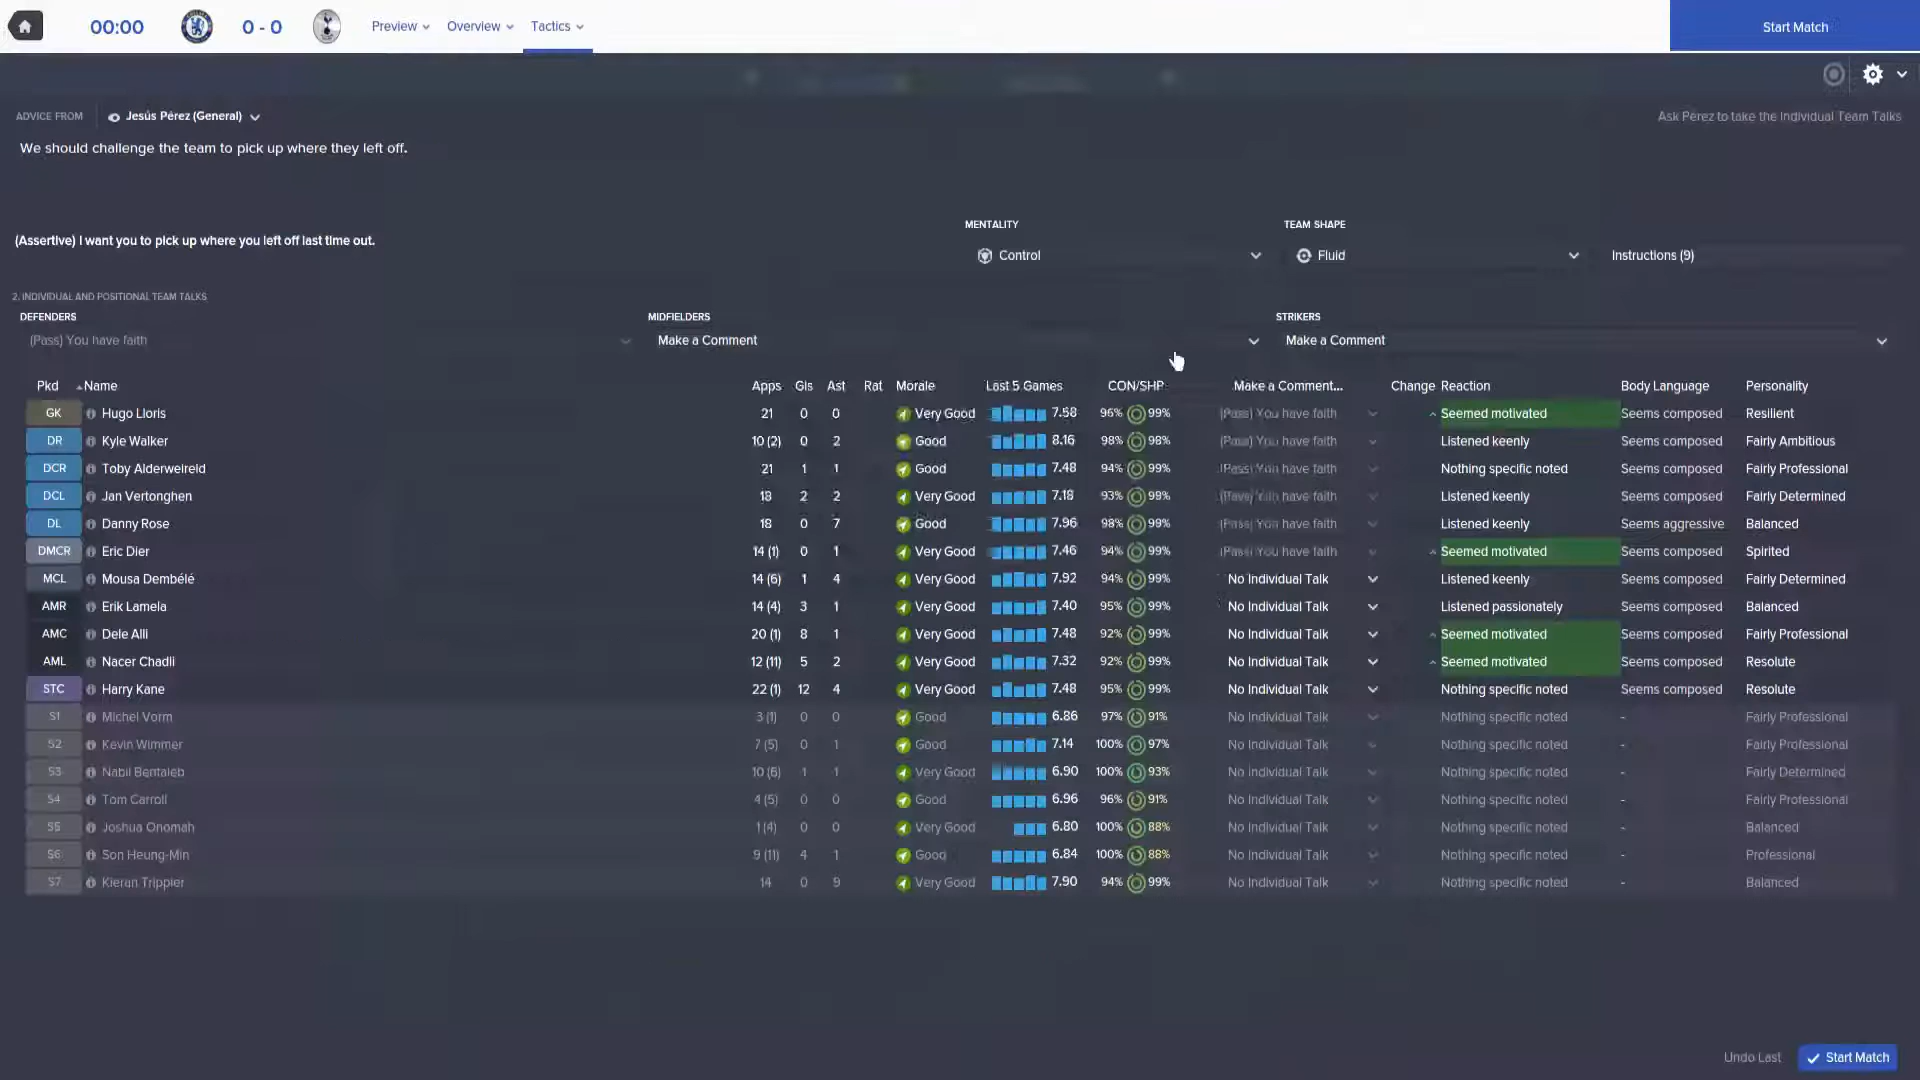 00:00 0 - 0 Preview Overview Tactics Start Match
ADVICE FROM Jesús Pérez (General) Ask Perez to take the Individual Team Talks
We should challenge the team to pick up where they left off.
MENTALITY TEAM SHAPE
(Assertive) I want you to pick up where you left off last time out.
Control Fluid Instructions (9)
2. INDIVIDUAL AND POSITIONAL TEAM TALKS
DEFENDERS MIDFIELDERS STRIKERS
(Pass) You have faith Make a Comment Make a Comment
Pkd Name Apps Gls Ast Rat Morale Last 5 Games CON/SHP Make a Comment... Change Reaction Body Language Personality
GK Hugo Lloris 21 0 0 Very Good 7.58 96% 99% (Pass) You have faith Seemed motivated Seems composed Resilient
DR Kyle Walker 10 (2) 0 2 Good 8.16 98% 98% (Pass) You have faith Listened keenly Seems composed Fairly Ambitious
DCR Toby Alderweireld 21 1 1 Good 7.48 94% 99% (Pass) You have faith Nothing specific noted Seems composed Fairly Professional
DCL Jan Vertonghen 18 2 2 Very Good 7.18 93% 99% (Pass) You have faith Listened keenly Seems composed Fairly Determined
DL Danny Rose 18 0 7 Good 7.96 98% 99% (Pass) You have faith Listened keenly Seems aggressive Balanced
DMCR Eric Dier 14 (1) 0 1 Very Good 7.46 94% 99% (Pass) You have faith Seemed motivated Seems composed Spirited
MCL Mousa Dembélé 14 (6) 1 4 Very Good 7.92 94% 99% No Individual Talk Listened keenly Seems composed Fairly Determined
AMR Erik Lamela 14 (4) 3 1 Very Good 7.40 95% 99% No Individual Talk Listened passionately Seems composed Balanced
AMC Dele Alli 20 (1) 8 1 Very Good 7.48 92% 99% No Individual Talk Seemed motivated Seems composed Fairly Professional
AML Nacer Chadli 12 (11) 5 2 Very Good 7.32 92% 99% No Individual Talk Seemed motivated Seems composed Resolute
STC Harry Kane 22 (1) 12 4 Very Good 7.48 95% 99% No Individual Talk Nothing specific noted Seems composed Resolute
S1 Michel Vorm 3 (1) 0 0 Good 6.86 97% 91% No Individual Talk Nothing specific noted - Fairly Professional
S2 Kevin Wimmer 7 (5) 0 1 Good 7.14 100% 97% No Individual Talk Nothing specific noted - Fairly Professional
S3 Nabil Bentaleb 10 (6) 1 1 Very Good 6.90 100% 93% No Individual Talk Nothing specific noted - Fairly Determined
S4 Tom Carroll 4 (5) 0 0 Good 6.96 96% 91% No Individual Talk Nothing specific noted - Fairly Professional
S5 Joshua Onomah 1 (4) 0 0 Very Good 6.80 100% 88% No Individual Talk Nothing specific noted - Balanced
S6 Son Heung-Min 9 (11) 4 1 Good 6.84 100% 88% No Individual Talk Nothing specific noted - Professional
S7 Kieran Trippier 14 0 9 Very Good 7.90 94% 99% No Individual Talk Nothing specific noted - Balanced
Undo Last Start Match